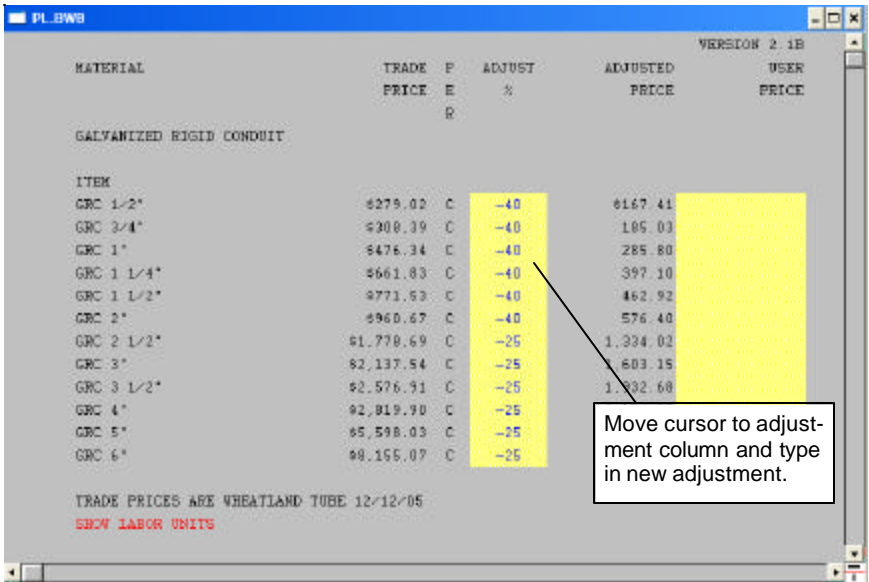 PL.BWB
VERSION 2.1B
MATERIAL TRADE P ADJUST ADJUSTED USER
PRICE E % PRICE PRICE
R
GALVANIZED RIGID CONDUIT
ITEM
GRC 1/2" $279.02 C -40 $167.41
GRC 3/4" $308.39 C -40 185.03
GRC 1" $476.34 C -40 285.80
GRC 1 1/4" $661.83 C -40 397.10
GRC 1 1/2" $771.53 C -40 462.92
GRC 2" $960.67 C -40 576.40
GRC 2 1/2" $1,778.69 C -25 1,334.02
GRC 3" $2,137.54 C -25 1,603.15
GRC 3 1/2" $2,576.91 C -25 1,932.68
GRC 4" $2,819.90 C -25
GRC 5" $5,598.03 C -25
GRC 6" $8,155.07 C -25
Move cursor to adjust-
ment column and type
in new adjustment.
TRADE PRICES ARE WHEATLAND TUBE 12/12/05
SHOW LABOR UNITS